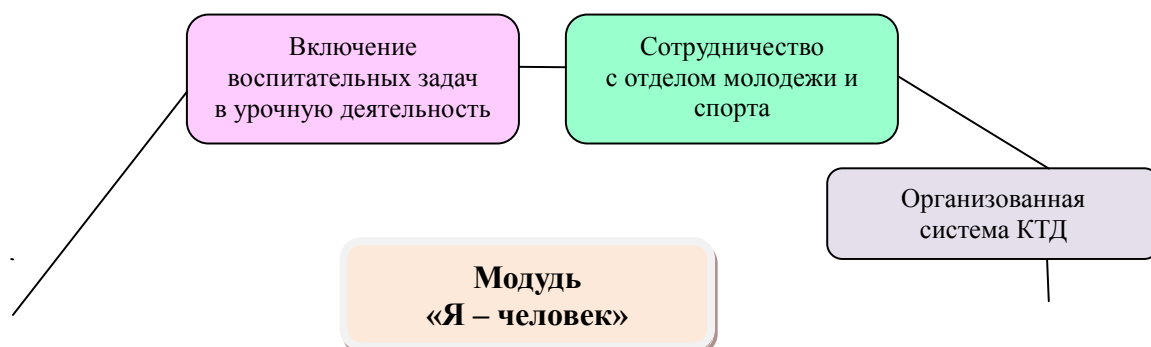 Включение
воспитательных задач
в урочную деятельность
Сотрудничество
с отделом молодежи и
спорта
Организованная
система КТД
Модудь
«Я – человек»